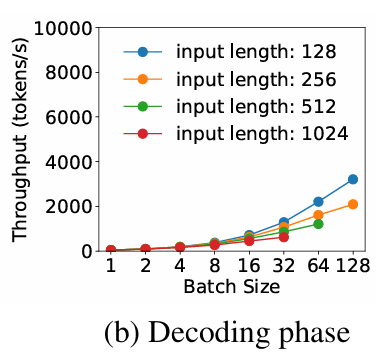 10000
8000
6000
4000
2000
0
Throughput (tokens/s)
input length: 128
input length: 256
input length: 512
input length: 1024
1 2 4 8 16 32 64 128
Batch Size
(b) Decoding phase